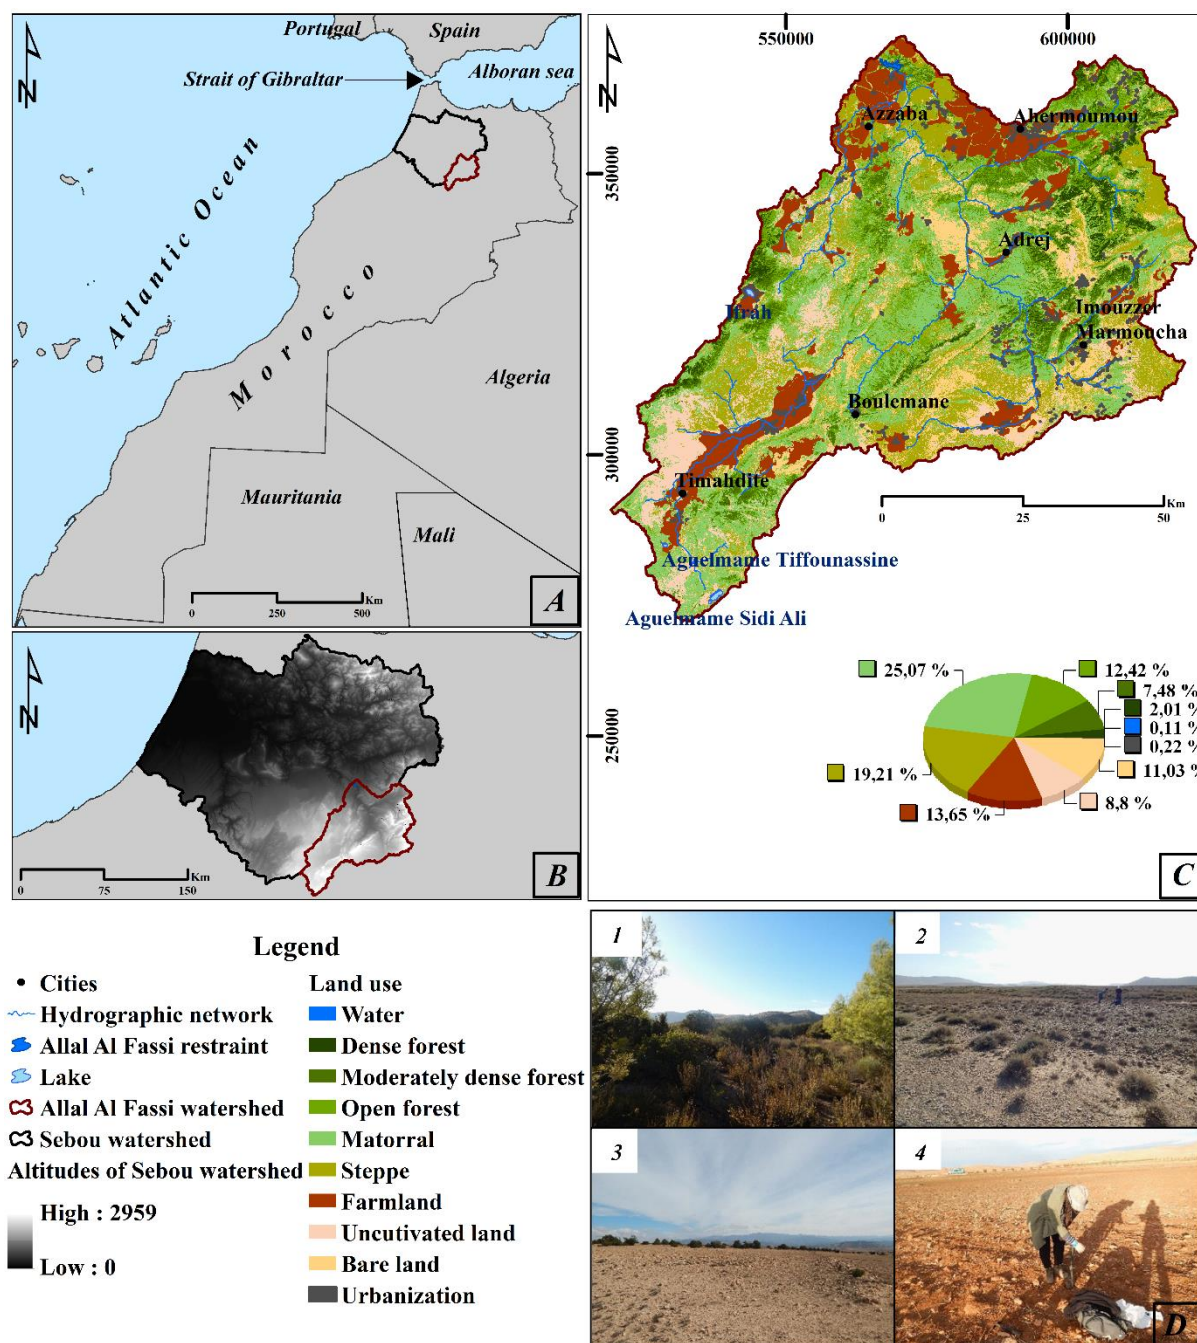 Portugal
Spain
Strait of Gibraltar
Alboran sea
N
Atlantic Ocean
Morocco
Algeria
Mauritania
Mali
0 250 500
Km
A
N
0 75 150
Km
B
550000 600000
350000
300000
250000
N
Azzaba
Ahermoumou
Adrej
Ifrah
Imouzzer
Marmoucha
Boulemane
Timahdite
0 25 50
Km
Aguelmame Tiffounassine
Aguelmame Sidi Ali
25,07 %
12,42 %
7,48 %
2,01 %
0,11 %
0,22 %
11,03 %
8,8 %
13,65 %
19,21 %
C
Legend
Cities
Hydrographic network
Allal Al Fassi restraint
Lake
Allal Al Fassi watershed
Sebou watershed
Altitudes of Sebou watershed
High : 2959
Low : 0
Land use
Water
Dense forest
Moderately dense forest
Open forest
Matorral
Steppe
Farmland
Uncutivated land
Bare land
Urbanization
1
2
3
4
D